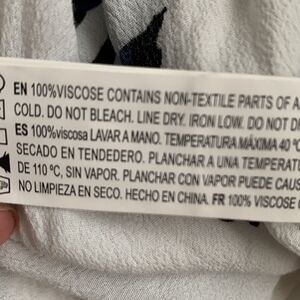 EN 100%VISCOSE CONTAINS NON-TEXTILE PARTS OF A
COLD. DO NOT BLEACH. LINE DRY. IRON LOW. DO NOT D
ES 100%viscosa LAVAR A MANO. TEMPERATURA MÁXIMA 40 ºC
SECADO EN TENDEDERO. PLANCHAR A UNA TEMPERAT
DE 110 ºC, SIN VAPOR. PLANCHAR CON VAPOR PUEDE CAUS
NO LIMPIEZA EN SECO. HECHO EN CHINA. FR 100% VISCOSE